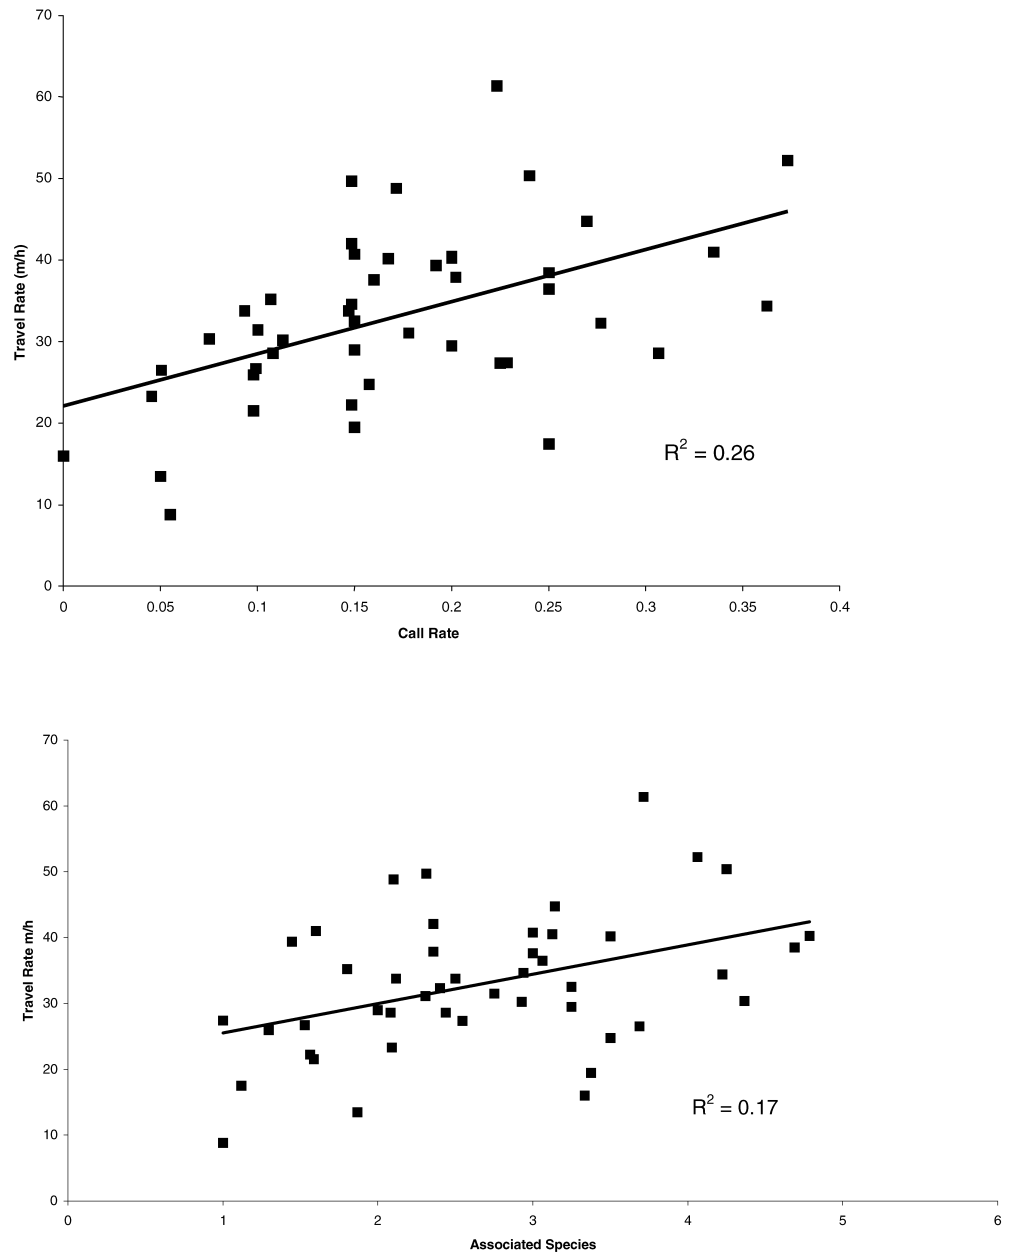 70
60
50
40
30
20
10
0
Travel Rate (m/h)
R2 = 0.26
0 0.05 0.1 0.15 0.2 0.25 0.3 0.35 0.4
Call Rate
70
60
50
40
30
20
10
0
Travel Rate m/h
R2 = 0.17
0 1 2 3 4 5 6
Associated Species